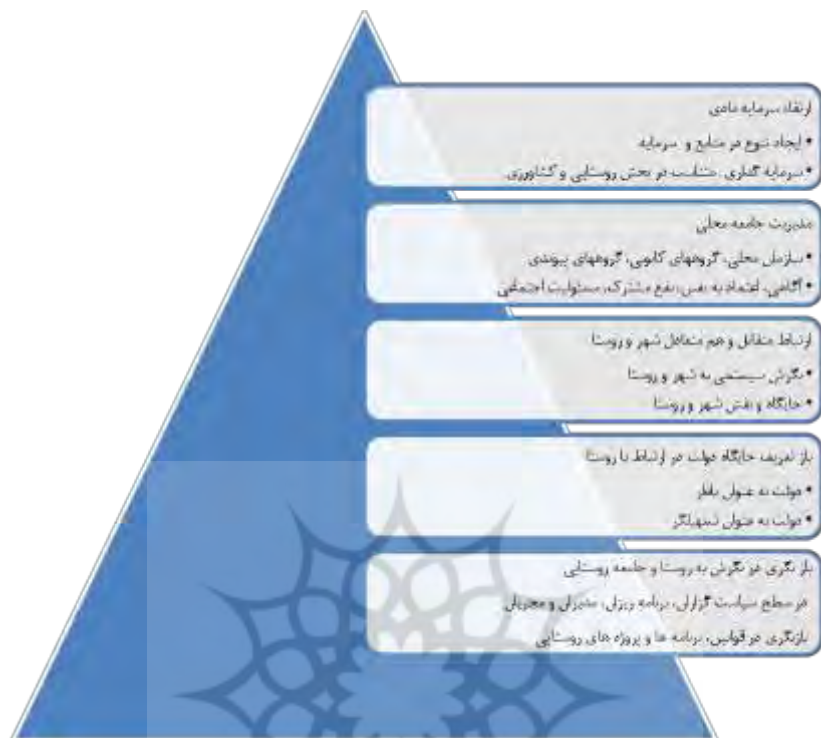 ارتقاء سرمایه مادی
• ایجاد تنوع در منابع و سرمایه
• سرمایه گذاری متناسب در بخش روستایی و کشاورزی
مدیریت جامعه محلی
• سازمان محلی، گروههای کانونی، گروههای پیوندی
• آگاهی، اعتماد به نفس، نفع مشترک، مسئولیت اجتماعی
ارتباط متقابل و هم متعادل شهر و روستا
• نگرش سیستمی به شهر و روستا
• جایگاه و نقش شهر و روستا
باز تعریف جایگاه دولت در ارتباط با روستا
• دولت به عنوان ناظر
• دولت به عنوان تسهیلگر
باز نگری در نگرش به روستا و جامعه روستایی
در سطح سیاست گزاران، برنامه ریزان، مدیران و مجریان
بازنگری در قوانین، برنامه ها و پروژه های روستایی